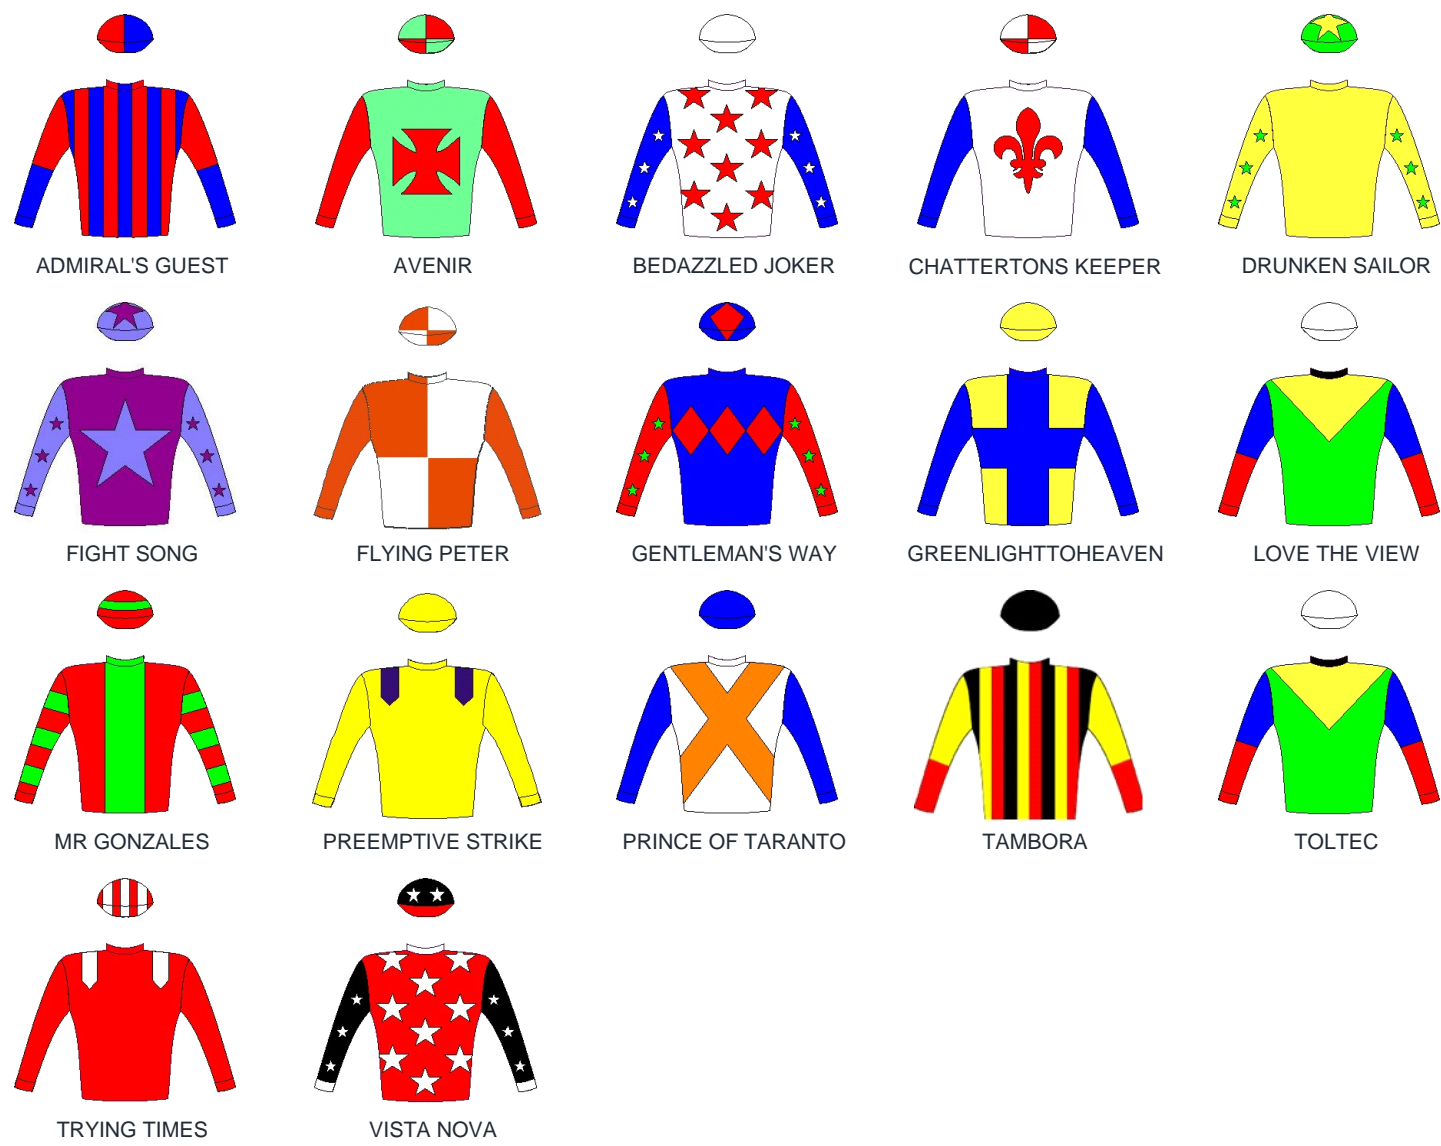 ADMIRAL'S GUEST
AVENIR
BEDAZZLED JOKER
CHATTERTONS KEEPER
DRUNKEN SAILOR
FIGHT SONG
FLYING PETER
GENTLEMAN'S WAY
GREENLIGHTTOHEAVEN
LOVE THE VIEW
MR GONZALES
PREEMPTIVE STRIKE
PRINCE OF TARANTO
TAMBORA
TOLTEC
TRYING TIMES
VISTA NOVA